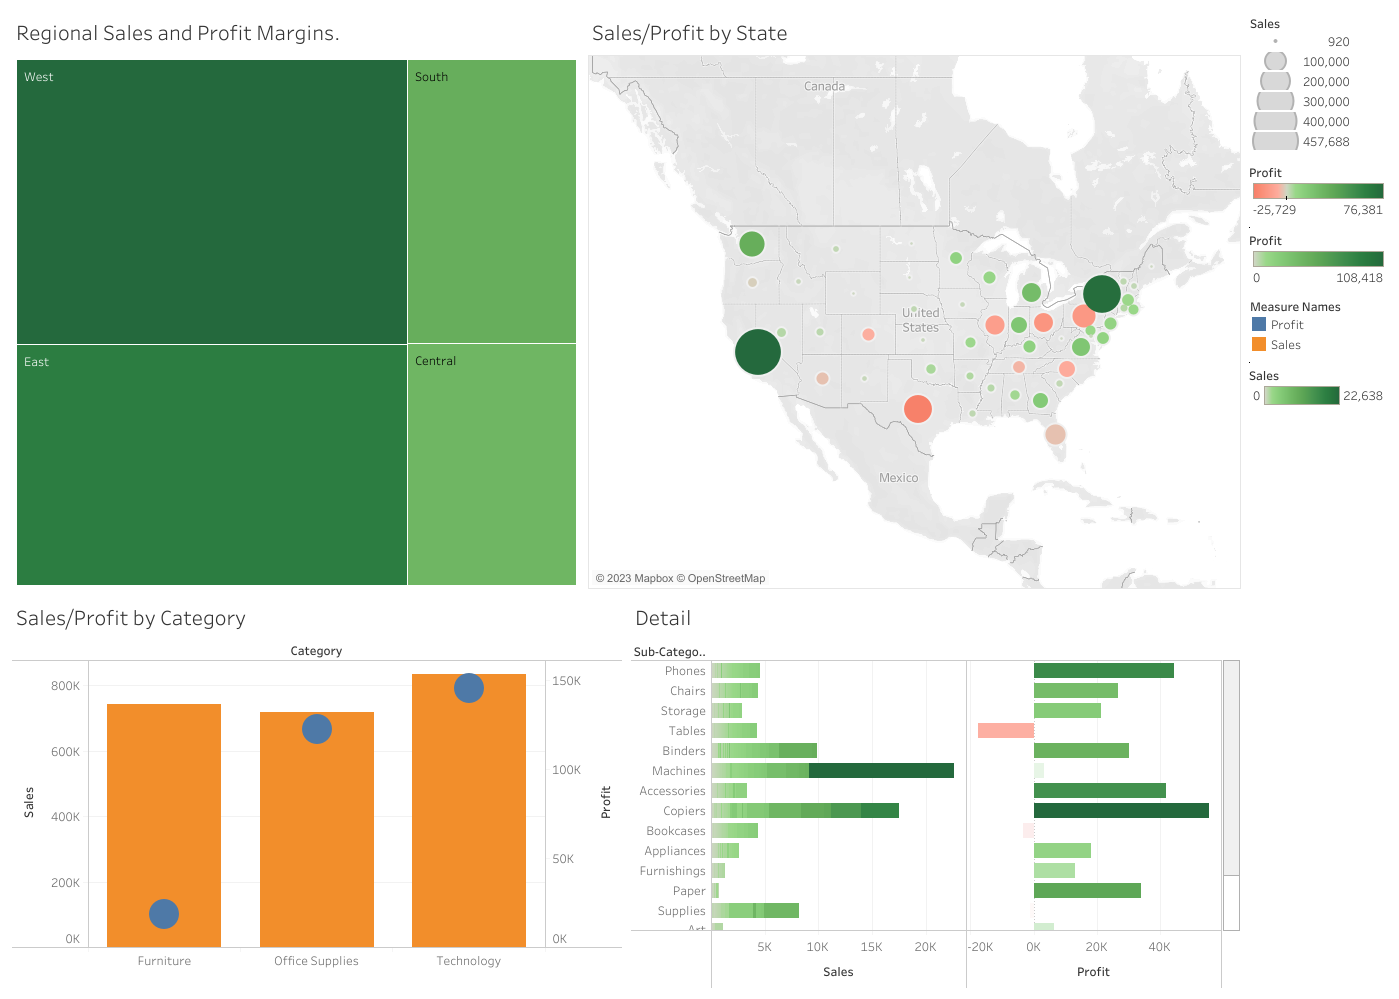 Regional Sales and Profit Margins.
West
South
East
Central
Sales/Profit by State
Canada
United
States
Mexico
© 2023 Mapbox © OpenStreetMap
Sales
920
100,000
200,000
300,000
400,000
457,688
Profit
-25,729 76,381
Profit
0 108,418
Measure Names
Profit
Sales
Sales
0 22,638
Sales/Profit by Category
Category
800K
600K
400K
200K
0K
Sales
150K
100K
50K
0K
Profit
Furniture Office Supplies Technology
Detail
Sub-Catego..
Phones
Chairs
Storage
Tables
Binders
Machines
Accessories
Copiers
Bookcases
Appliances
Furnishings
Paper
Supplies
Art
5K 10K 15K 20K -20K 0K 20K 40K
Sales Profit